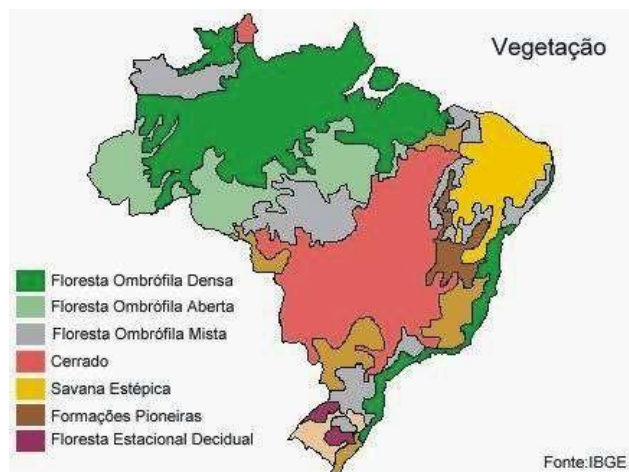 Vegetação
Floresta Ombrófila Densa
Floresta Ombrófila Aberta
Floresta Ombrófila Mista
Cerrado
Savana Estépica
Formações Pioneiras
Floresta Estacional Decidual
Fonte:IBGE